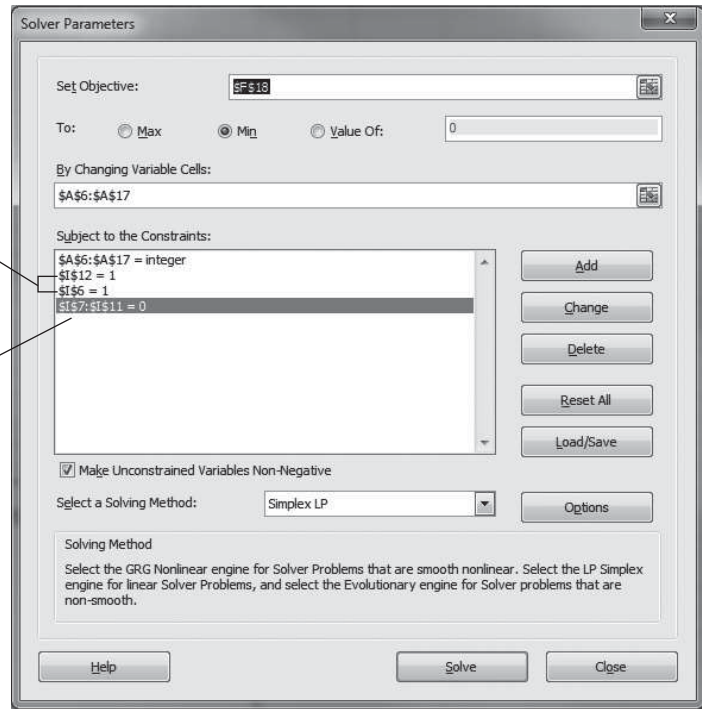 Solver Parameters
x
Set Objective:
$F$18
To:
Max
Min
Value Of:
0
By Changing Variable Cells:
$A$6:$A$17
Subject to the Constraints:
$A$6:$A$17 = integer
$I$12 = 1
$I$6 = 1
$I$7:$I$11 = 0
Add
Change
Delete
Reset All
Load/Save
Make Unconstrained Variables Non-Negative
Select a Solving Method:
Simplex LP
Options
Solving Method
Select the GRG Nonlinear engine for Solver Problems that are smooth nonlinear. Select the LP Simplex
engine for linear Solver Problems, and select the Evolutionary engine for Solver problems that are
non-smooth.
Help
Solve
Close